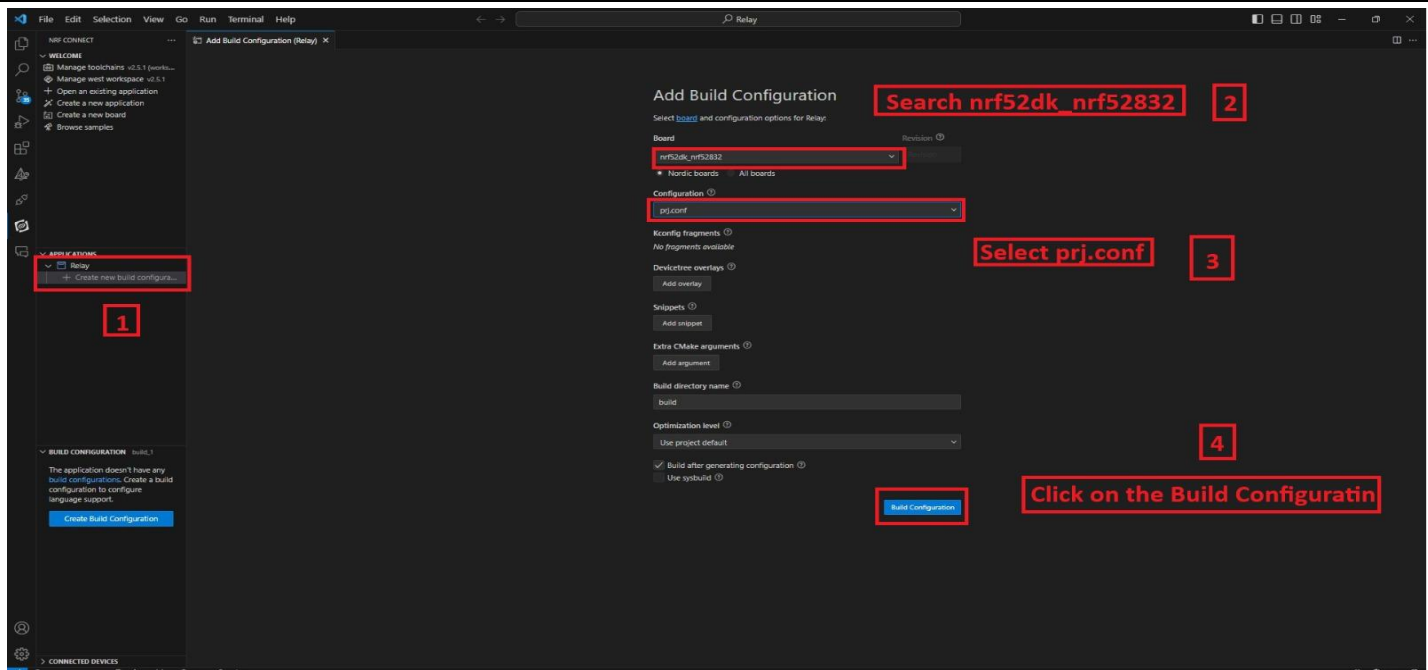 File Edit Selection View Go Run Terminal Help
Relay
NRF CONNECT
Add Build Configuration (Relay)
WELCOME
Manage toolchains v2.5.1 (works...
Manage west workspace v2.5.1
Open an existing application
Create a new application
Create a new board
Browse samples
Add Build Configuration
Search nrf52dk_nrf52832
2
Select board and configuration options for Relay:
Board
Revision
nrf52dk_nrf52832
Nordic boards All boards
Configuration
prj.conf
Kconfig fragments
No fragments available
Select prj.conf
3
APPLICATIONS
Relay
Create new build configura...
1
Devicetree overlays
Add overlay
Snippets
Add snippet
Extra CMake arguments
Add argument
Build directory name
build
Optimization level
Use project default
4
Build after generating configuration
Use sysbuild
Click on the Build Configuratin
Build Configuration
BUILD CONFIGURATION build_1
The application doesn't have any
build configurations. Create a build
configuration to configure
language support.
Create Build Configuration
CONNECTED DEVICES